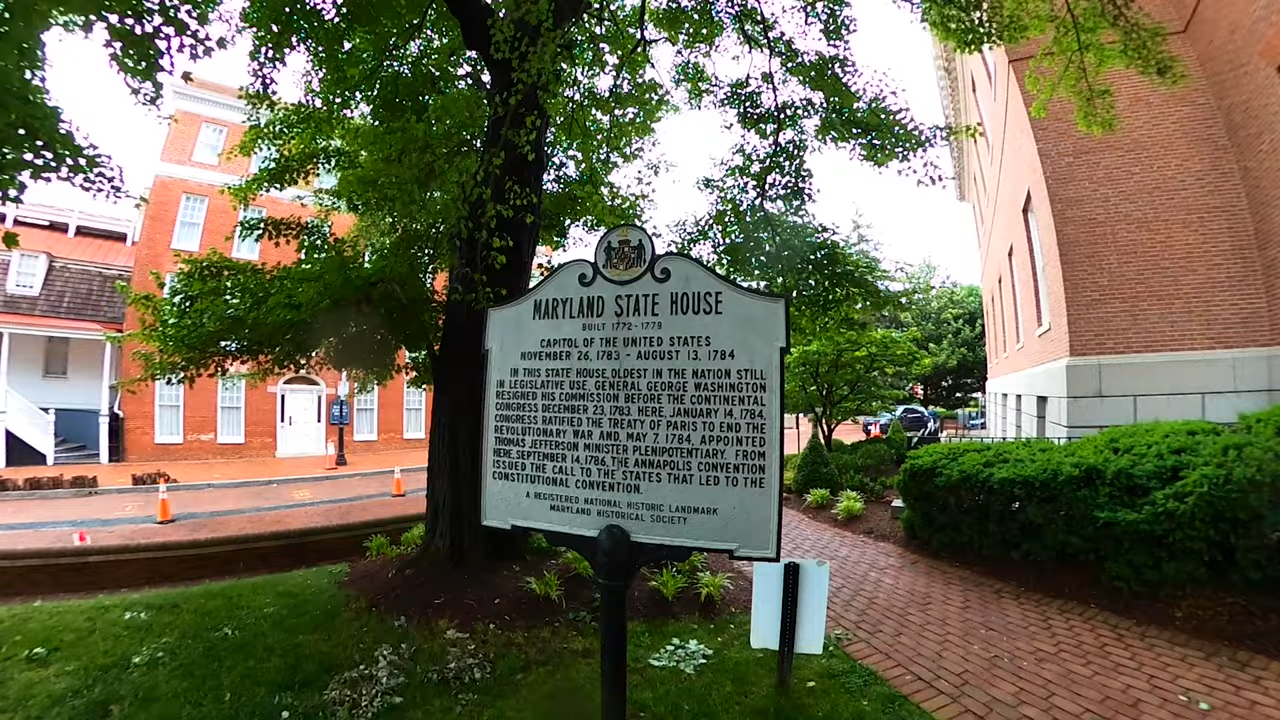 MARYLAND STATE HOUSE
BUILT 1772-1779
CAPITOL OF THE UNITED STATES
NOVEMBER 26, 1783 - AUGUST 13, 1784
IN THIS STATE HOUSE, OLDEST IN THE NATION STILL
IN LEGISLATIVE USE, GENERAL GEORGE WASHINGTON
RESIGNED HIS COMMISSION BEFORE THE CONTINENTAL
CONGRESS DECEMBER 23, 1783. HERE, JANUARY 14, 1784,
CONGRESS RATIFIED THE TREATY OF PARIS TO END THE
REVOLUTIONARY WAR AND, MAY 7, 1784, APPOINTED
THOMAS JEFFERSON MINISTER PLENIPOTENTIARY. FROM
HERE, SEPTEMBER 14, 1786, THE ANNAPOLIS CONVENTION
ISSUED THE CALL TO THE STATES THAT LED TO THE
CONSTITUTIONAL CONVENTION.
A REGISTERED NATIONAL HISTORIC LANDMARK
MARYLAND HISTORICAL SOCIETY